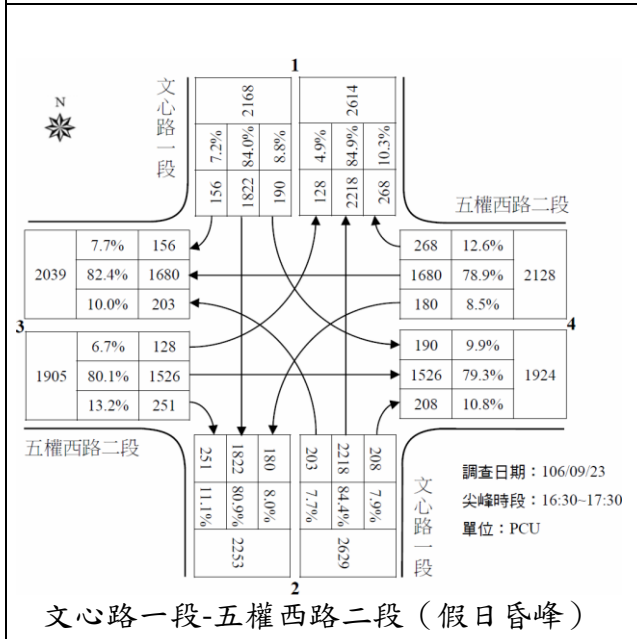 1
文心路一段
N
2168
7.2% 84.0% 8.8%
156 1822 190
2614
4.9% 84.9% 10.3%
128 2218 268
五權西路二段
2039
7.7% 156
82.4% 1680
10.0% 203
268 12.6%
1680 78.9%
180 8.5%
2128
3
4
1905
6.7% 128
80.1% 1526
13.2% 251
190 9.9%
1526 79.3%
208 10.8%
1924
五權西路二段
251 1822 180
11.1% 80.9% 8.0%
2253
203 2218 208
7.7% 84.4% 7.9%
2629
文心路一段
調查日期：106/09/23
尖峰時段：16:30~17:30
單位：PCU
2
文心路一段-五權西路二段（假日昏峰）